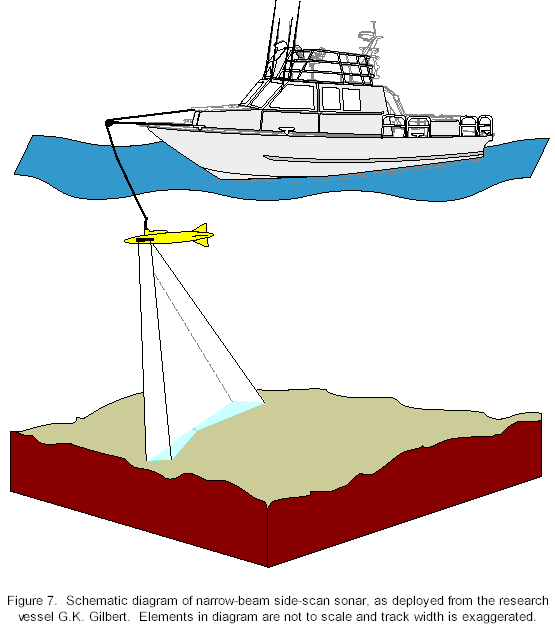 Figure 7.  Schematic diagram of narrow-beam side-scan sonar, as deployed from the research
vessel G.K. Gilbert.  Elements in diagram are not to scale and track width is exaggerated.